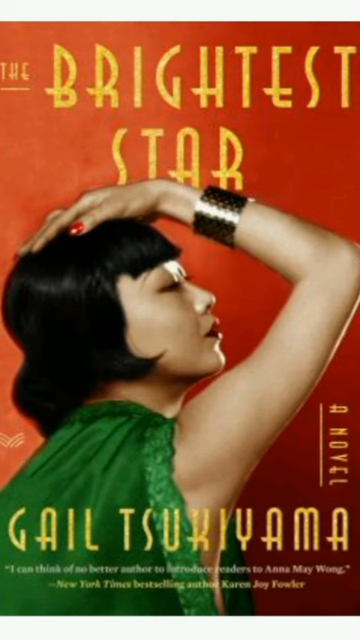 THE BRIGHTEST
STAR
A NOVEL
GAIL TSUKIYAMA
"I can think of no better author to introduce readers to Anna May Wong."
—New York Times bestselling author Karen Joy Fowler